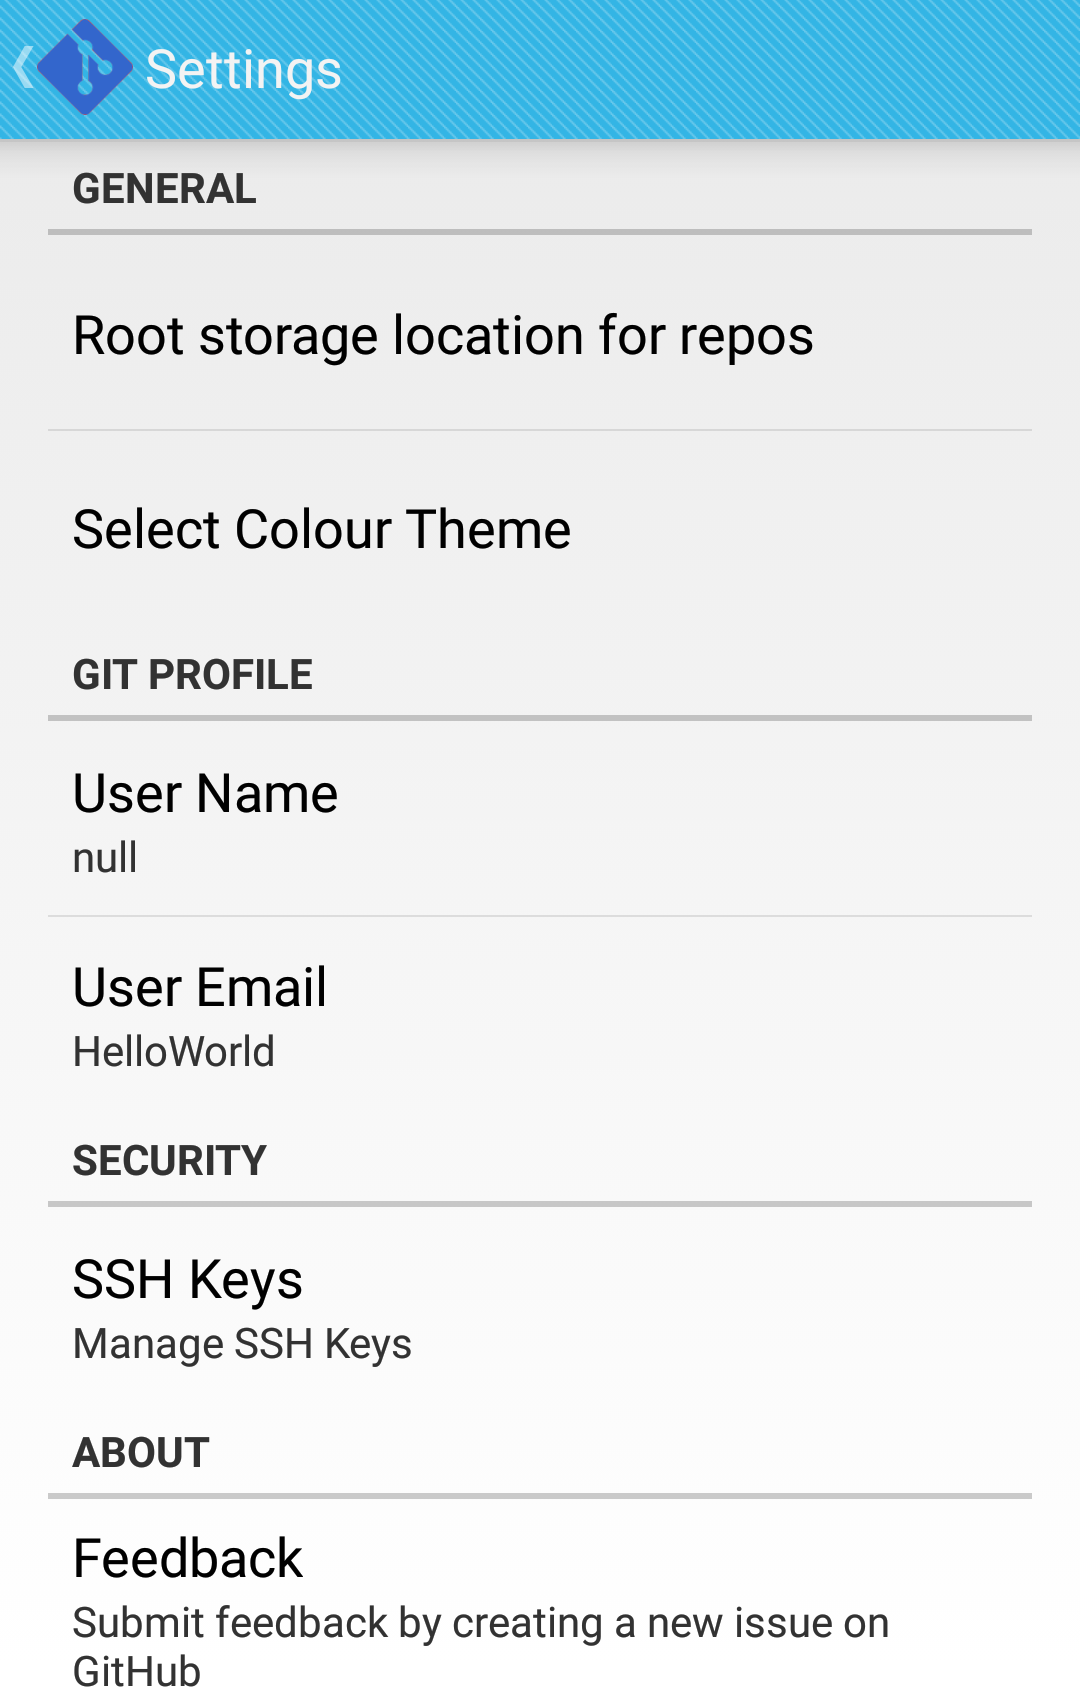 Settings
GENERAL
Root storage location for repos
Select Colour Theme
GIT PROFILE
User Name
null
User Email
HelloWorld
SECURITY
SSH Keys
Manage SSH Keys
ABOUT
Feedback
Submit feedback by creating a new issue on
GitHub